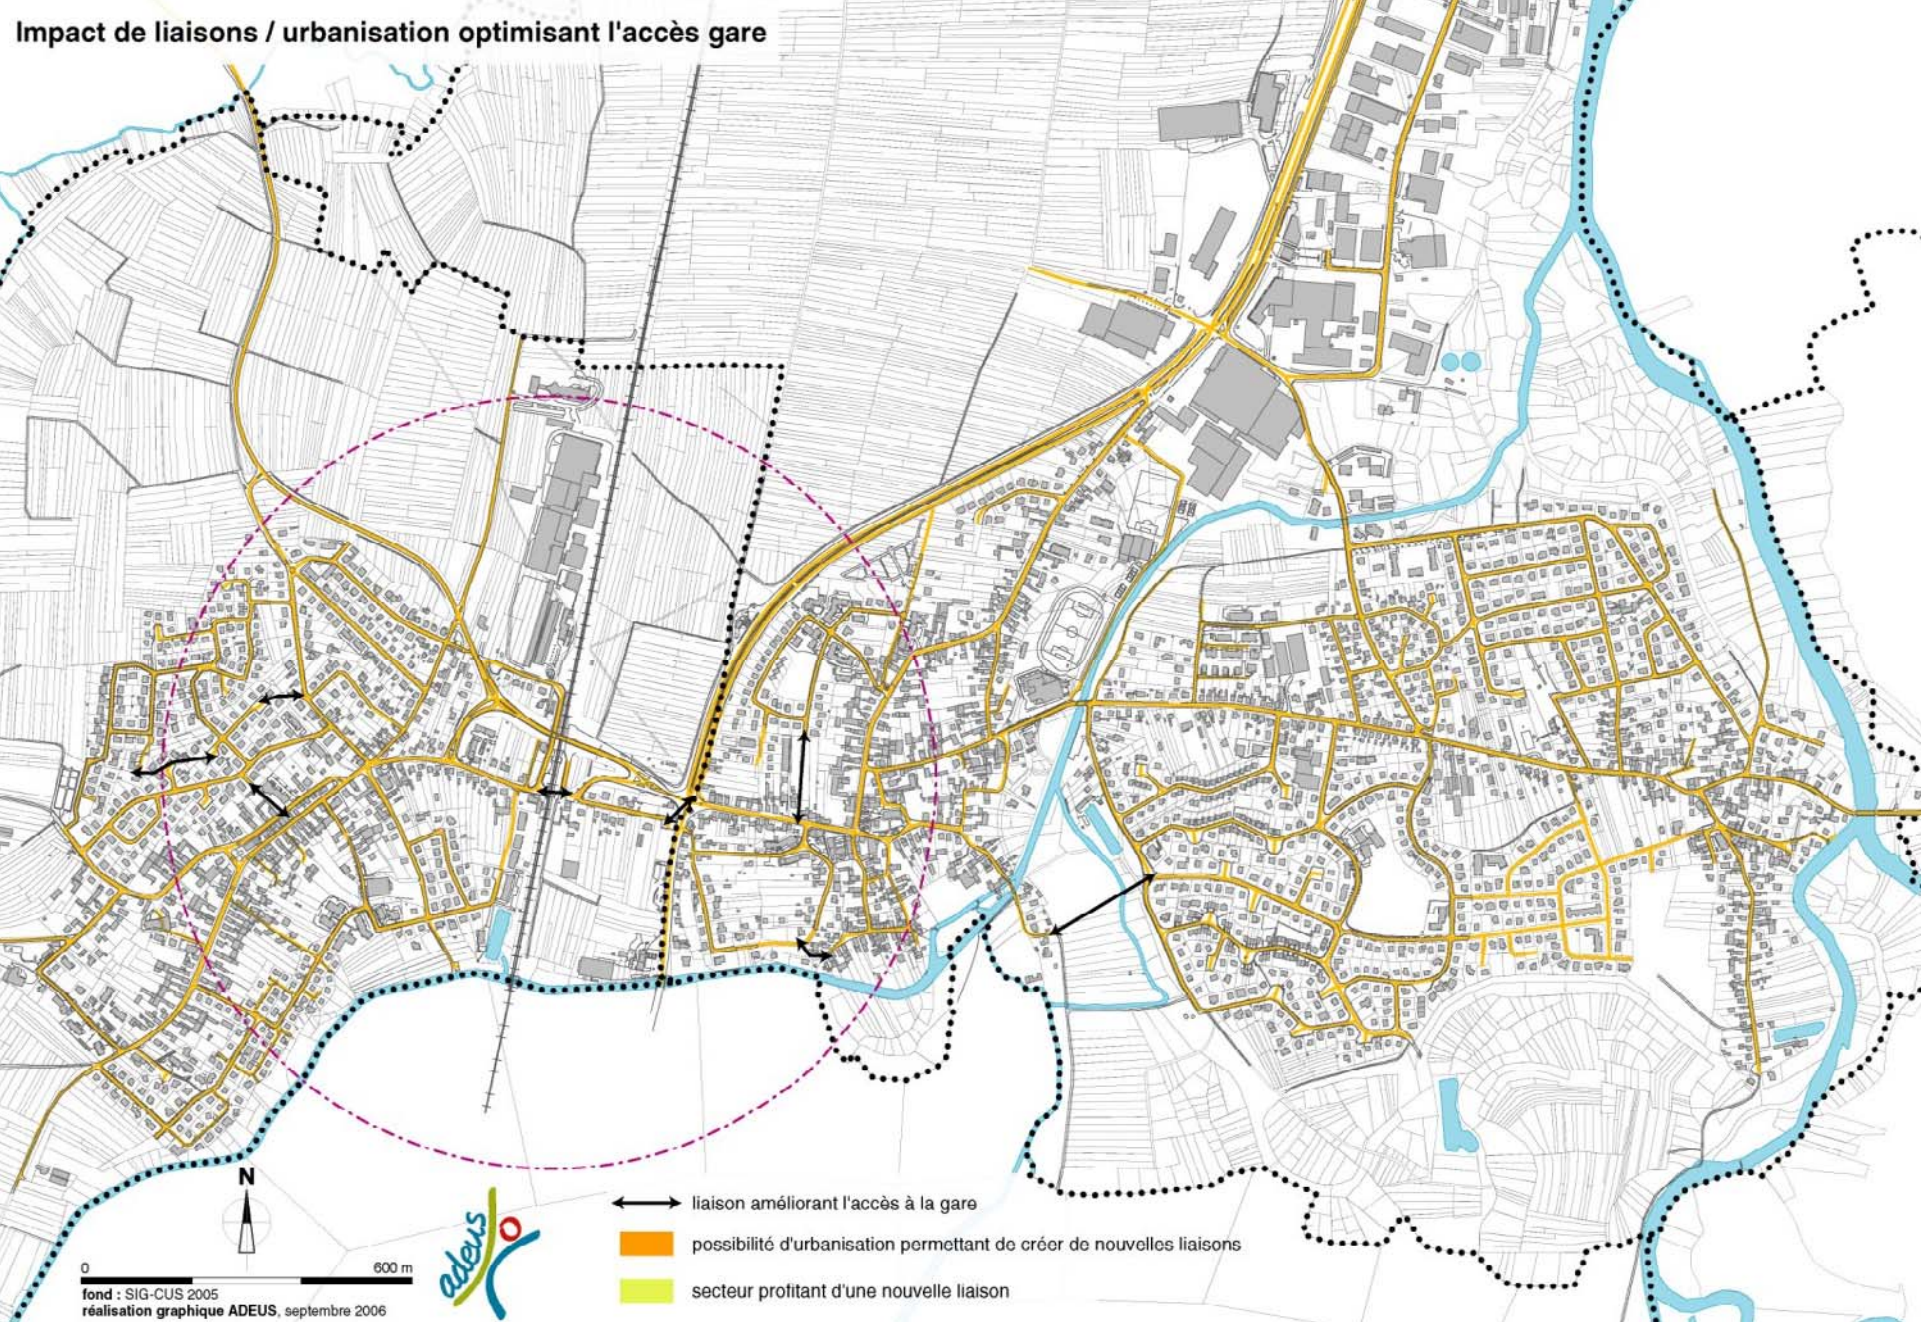 Impact de liaisons / urbanisation optimisant l'accès gare
N
0 600 m
fond : SIG-CUS 2005
réalisation graphique ADEUS, septembre 2006
adeus
liaison améliorant l'accès à la gare
possibilité d'urbanisation permettant de créer de nouvelles liaisons
secteur profitant d'une nouvelle liaison